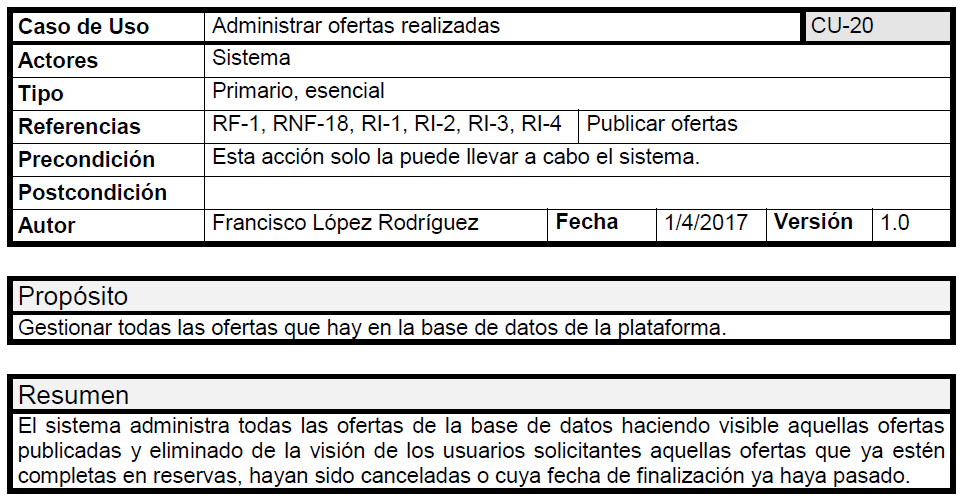 Caso de Uso Administrar ofertas realizadas CU-20
Actores Sistema
Tipo Primario, esencial
Referencias RF-1, RNF-18, RI-1, RI-2, RI-3, RI-4 Publicar ofertas
Precondición Esta acción solo la puede llevar a cabo el sistema.
Postcondición
Autor Francisco López Rodríguez Fecha 1/4/2017 Versión 1.0
Propósito
Gestionar todas las ofertas que hay en la base de datos de la plataforma.
Resumen
El sistema administra todas las ofertas de la base de datos haciendo visible aquellas ofertas
publicadas y eliminado de la visión de los usuarios solicitantes aquellas ofertas que ya estén
completas en reservas, hayan sido canceladas o cuya fecha de finalización ya haya pasado.